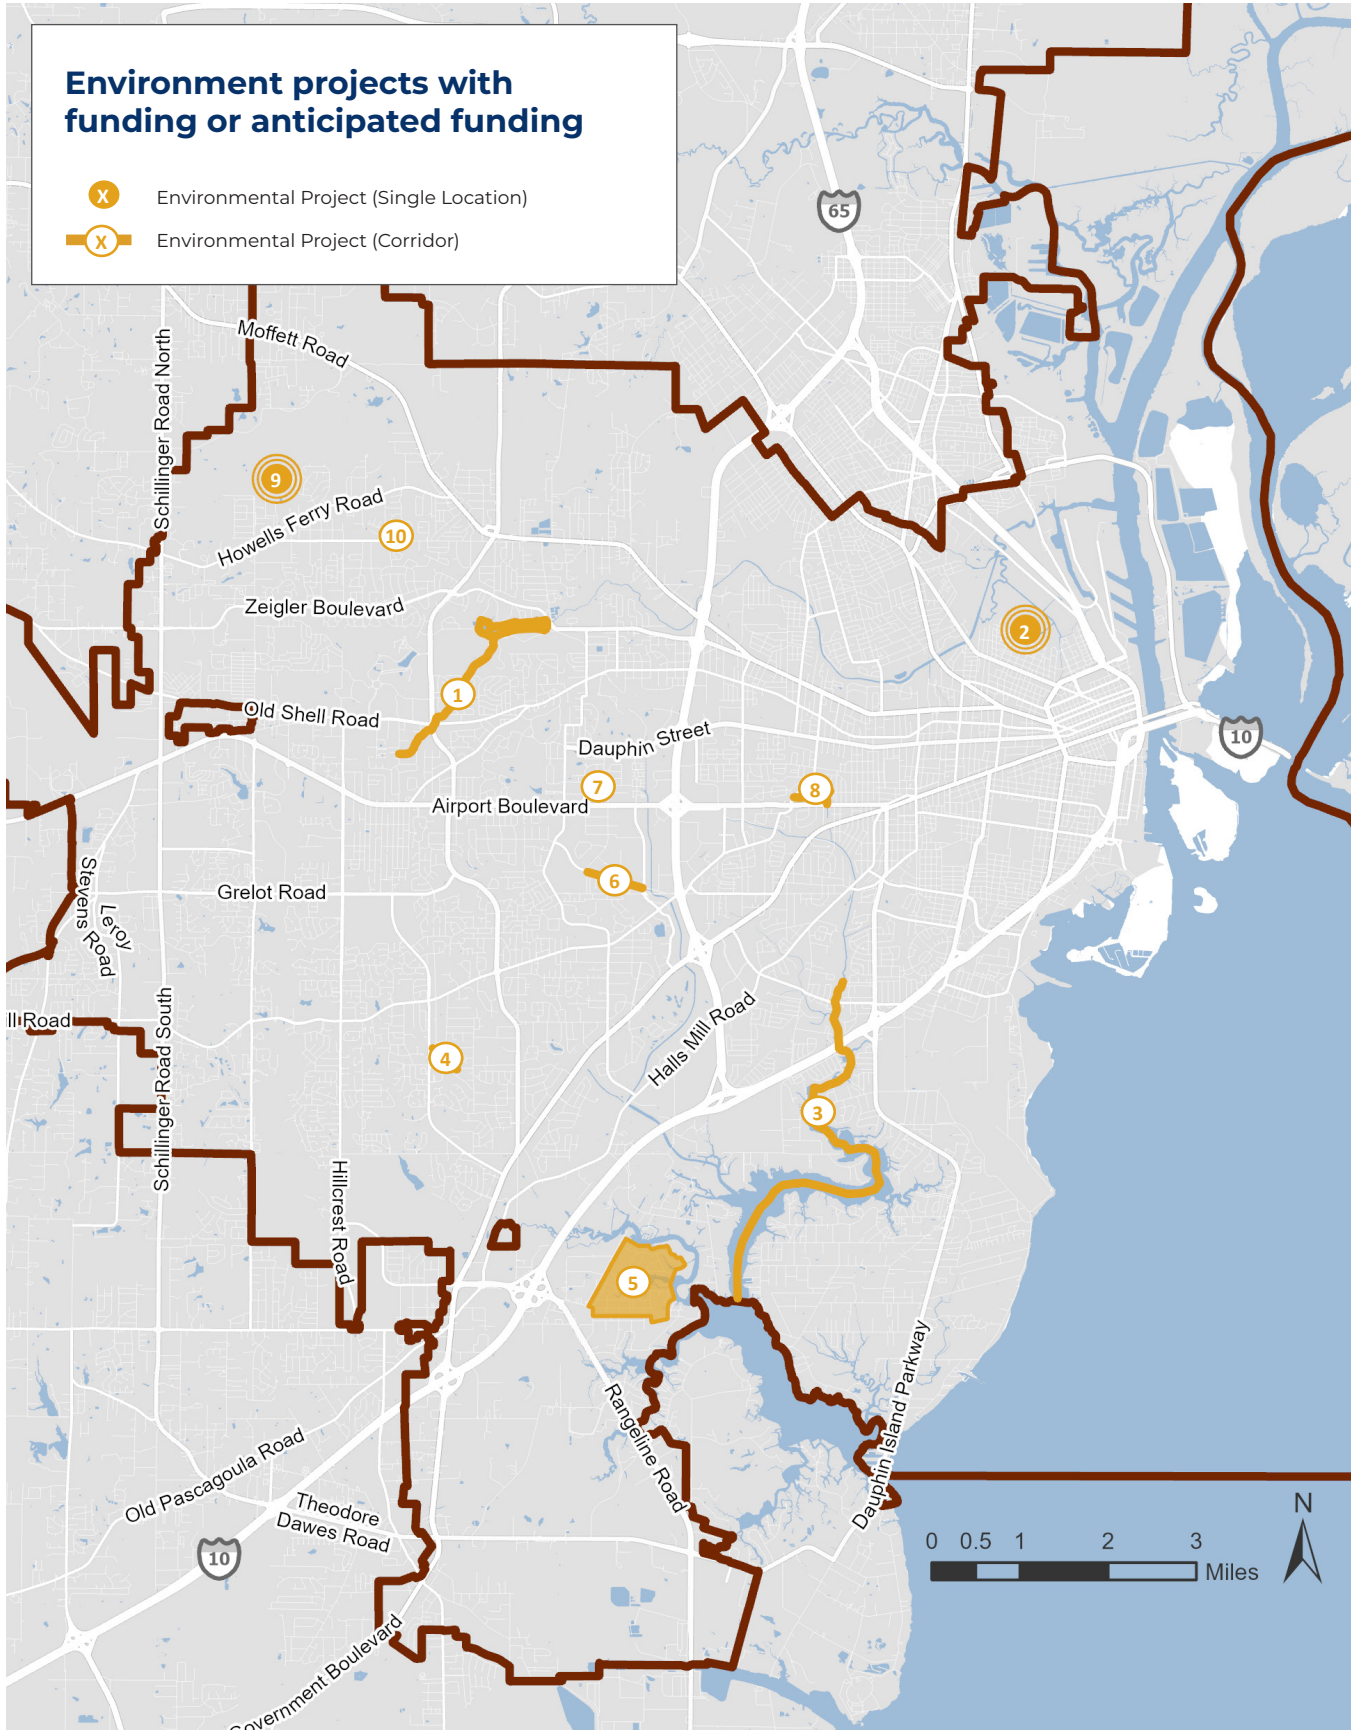 Environment projects with
funding or anticipated funding
X Environmental Project (Single Location)
X Environmental Project (Corridor)
65
Moffett Road
Schillinger Road North
9
Howells Ferry Road
10
Zeigler Boulevard
2
1
Old Shell Road
Dauphin Street
10
7
8
Airport Boulevard
6
Grelot Road
Leroy
Stevens Road
ll Road
Schillinger Road South
Halls Mill Road
4
3
Hillcrest Road
5
Rangeline Road
Dauphin Island Parkway
Old Pascagoula Road
Theodore
Dawes Road
10
Government Boulevard
N
0 0.5 1 2 3
Miles